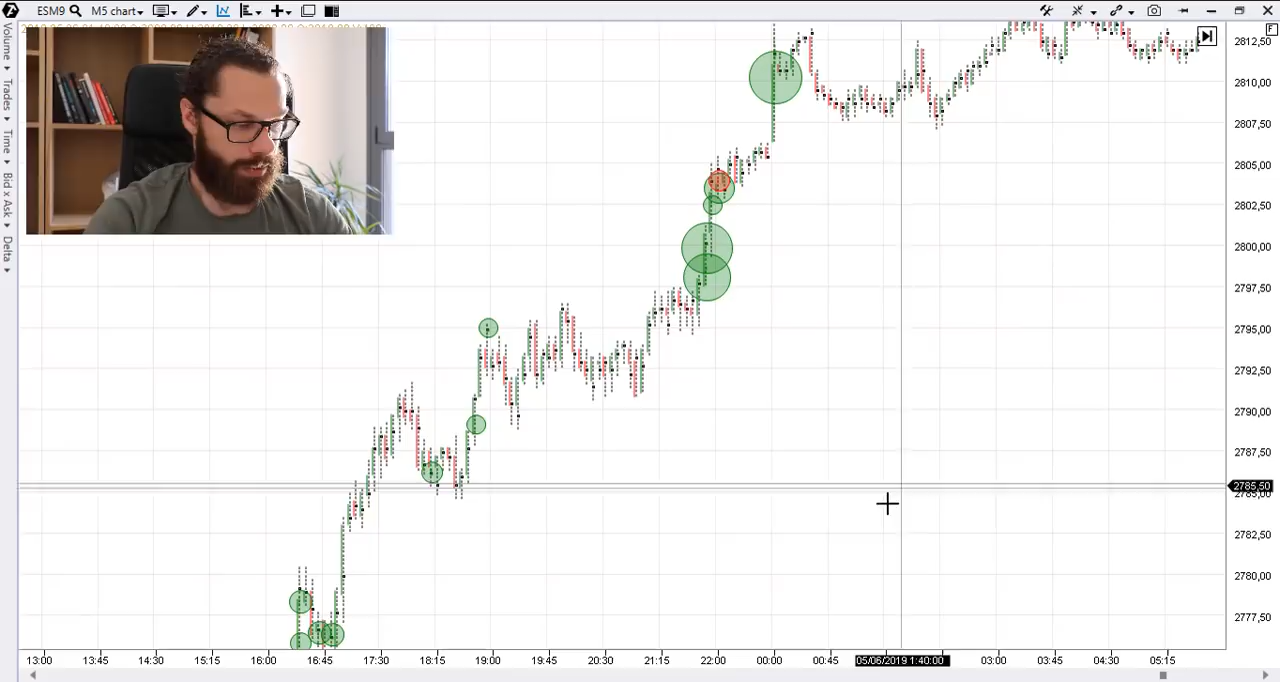 ESM9 M5 chart
Volume
Trades
Time
Bid x Ask
Delta
F
2812,50
2810,00
2807,50
2805,00
2802,50
2800,00
2797,50
2795,00
2792,50
2790,00
2787,50
2785,50
2785,00
2782,50
2780,00
2777,50
13:00 13:45 14:30 15:15 16:00 16:45 17:30 18:15 19:00 19:45 20:30 21:15 22:00 00:00 00:45 05/06/2019 1:40:00 03:00 03:45 04:30 05:15